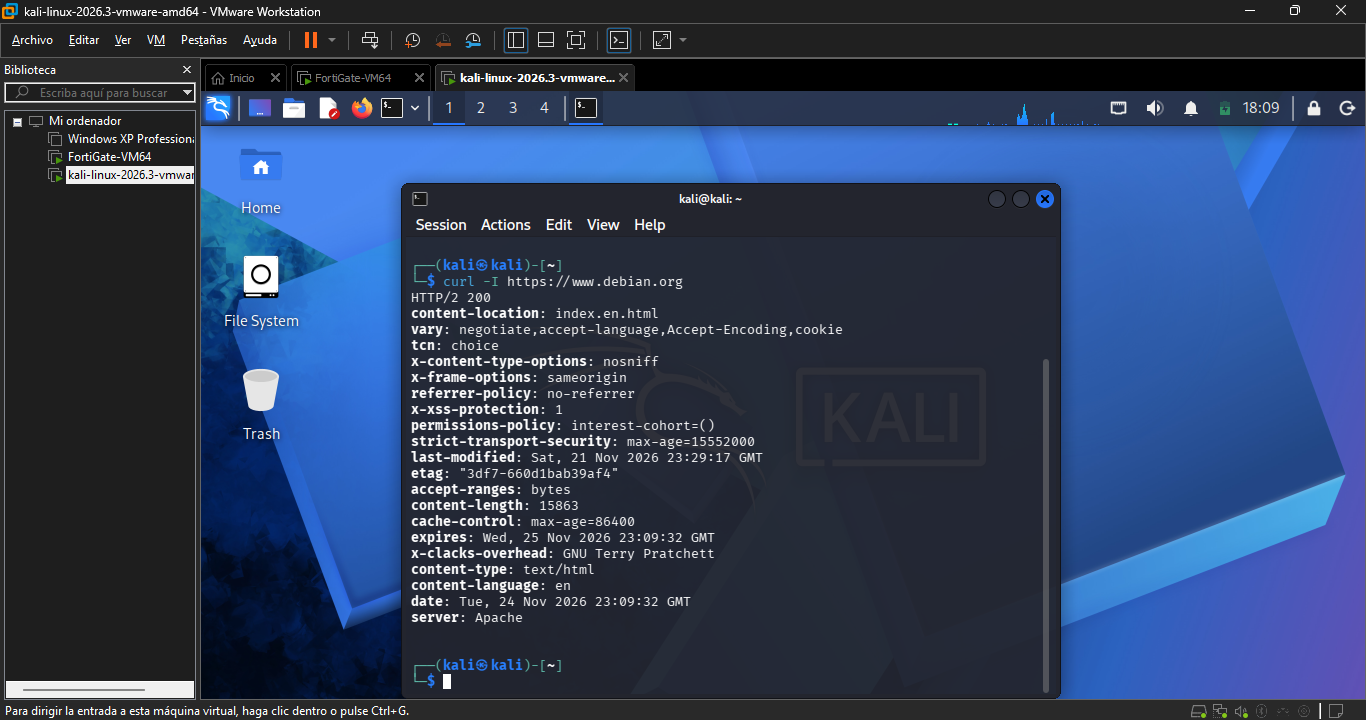 kali-linux-2026.3-vmware-amd64 - VMware Workstation
Archivo Editar Ver VM Pestañas Ayuda
Biblioteca
Escriba aquí para buscar
Inicio
FortiGate-VM64
kali-linux-2026.3-vmware...
Mi ordenador
Windows XP Profession
FortiGate-VM64
kali-linux-2026.3-vmwar
1 2 3 4
18:09
Home
File System
Trash
kali@kali: ~
Session Actions Edit View Help
┌──(kali㉿kali)-[~]
└─$ curl -I https://www.debian.org
HTTP/2 200
content-location: index.en.html
vary: negotiate,accept-language,Accept-Encoding,cookie
tcn: choice
x-content-type-options: nosniff
x-frame-options: sameorigin
referrer-policy: no-referrer
x-xss-protection: 1
permissions-policy: interest-cohort=()
strict-transport-security: max-age=15552000
last-modified: Sat, 21 Nov 2026 23:29:17 GMT
etag: "3df7-660d1bab39af4"
accept-ranges: bytes
content-length: 15863
cache-control: max-age=86400
expires: Wed, 25 Nov 2026 23:09:32 GMT
x-clacks-overhead: GNU Terry Pratchett
content-type: text/html
content-language: en
date: Tue, 24 Nov 2026 23:09:32 GMT
server: Apache
┌──(kali㉿kali)-[~]
└─$
KALI
Para dirigir la entrada a esta máquina virtual, haga clic dentro o pulse Ctrl+G.